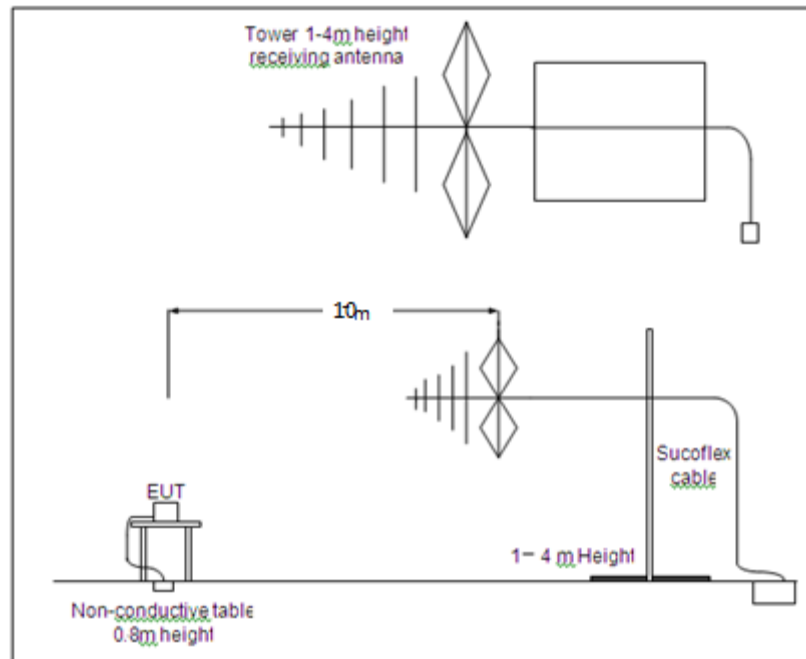 Tower 1-4m height
receiving antenna
10m
Sucoflex
cable
EUT
1– 4 m Height
Non-conductive table
0.8m height